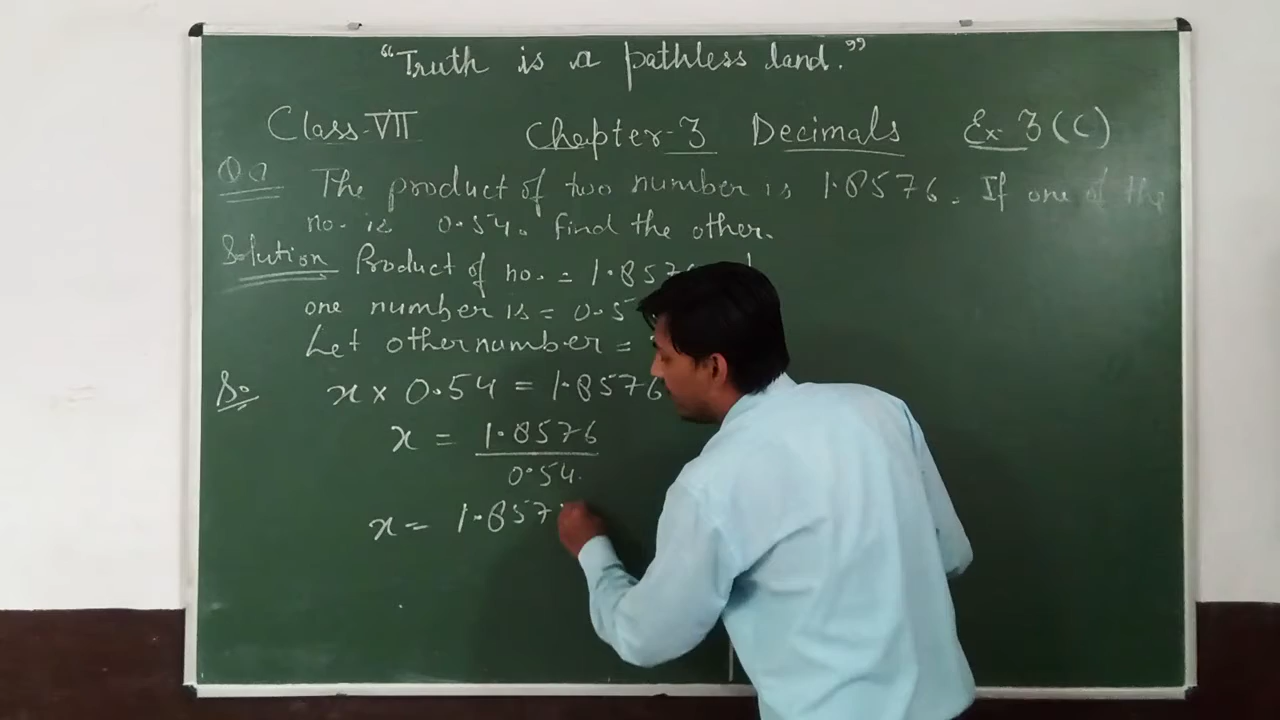 "Truth is a pathless land."
Class-VII Chapter-3 Decimals Ex 3(C)
The product of two number is 1.8576. If one of the
no. is 0.54. find the other.
Solution Product of no. = 1.857
one number is = 0.5
Let other number =
So x × 0.54 = 1.8576
x = 1.8576
0.54
x = 1.857